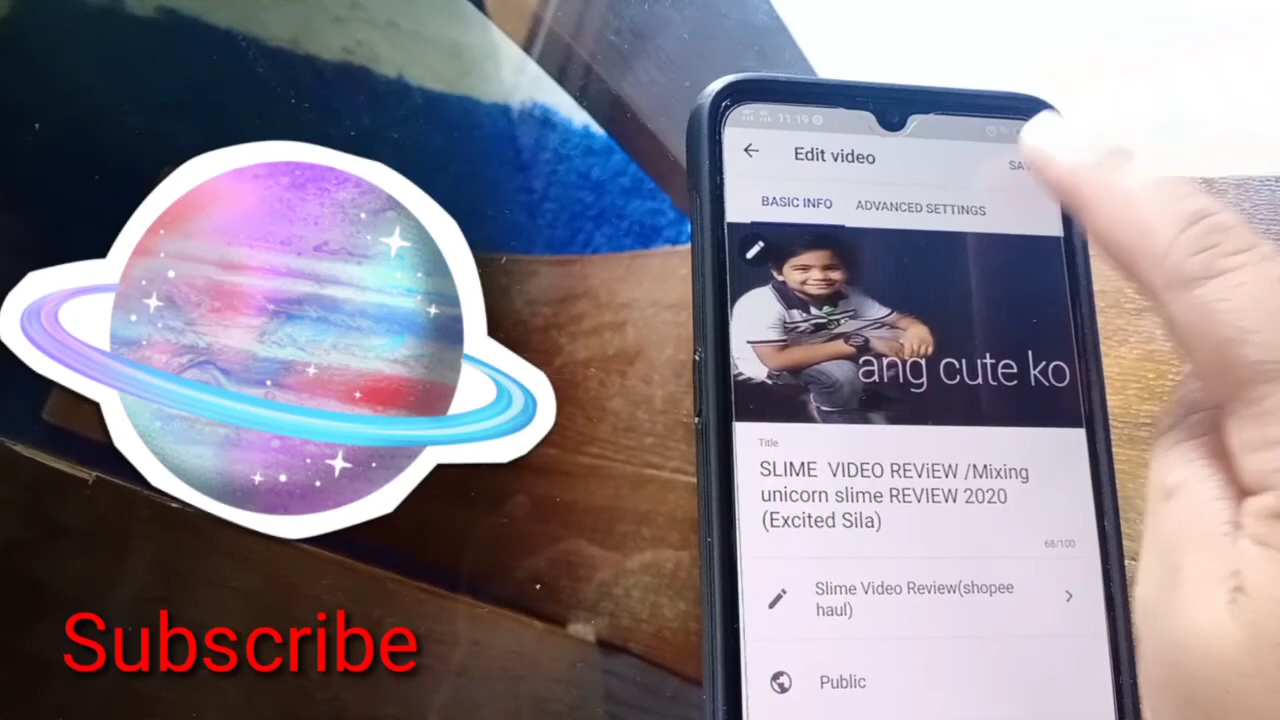 11:19
Edit video
BASIC INFO
ADVANCED SETTINGS
ang cute ko
Title
SLIME VIDEO REViEW /Mixing
unicorn slime REVIEW 2020
(Excited Sila)
68/100
Slime Video Review(shopee
haul)
Public
Subscribe